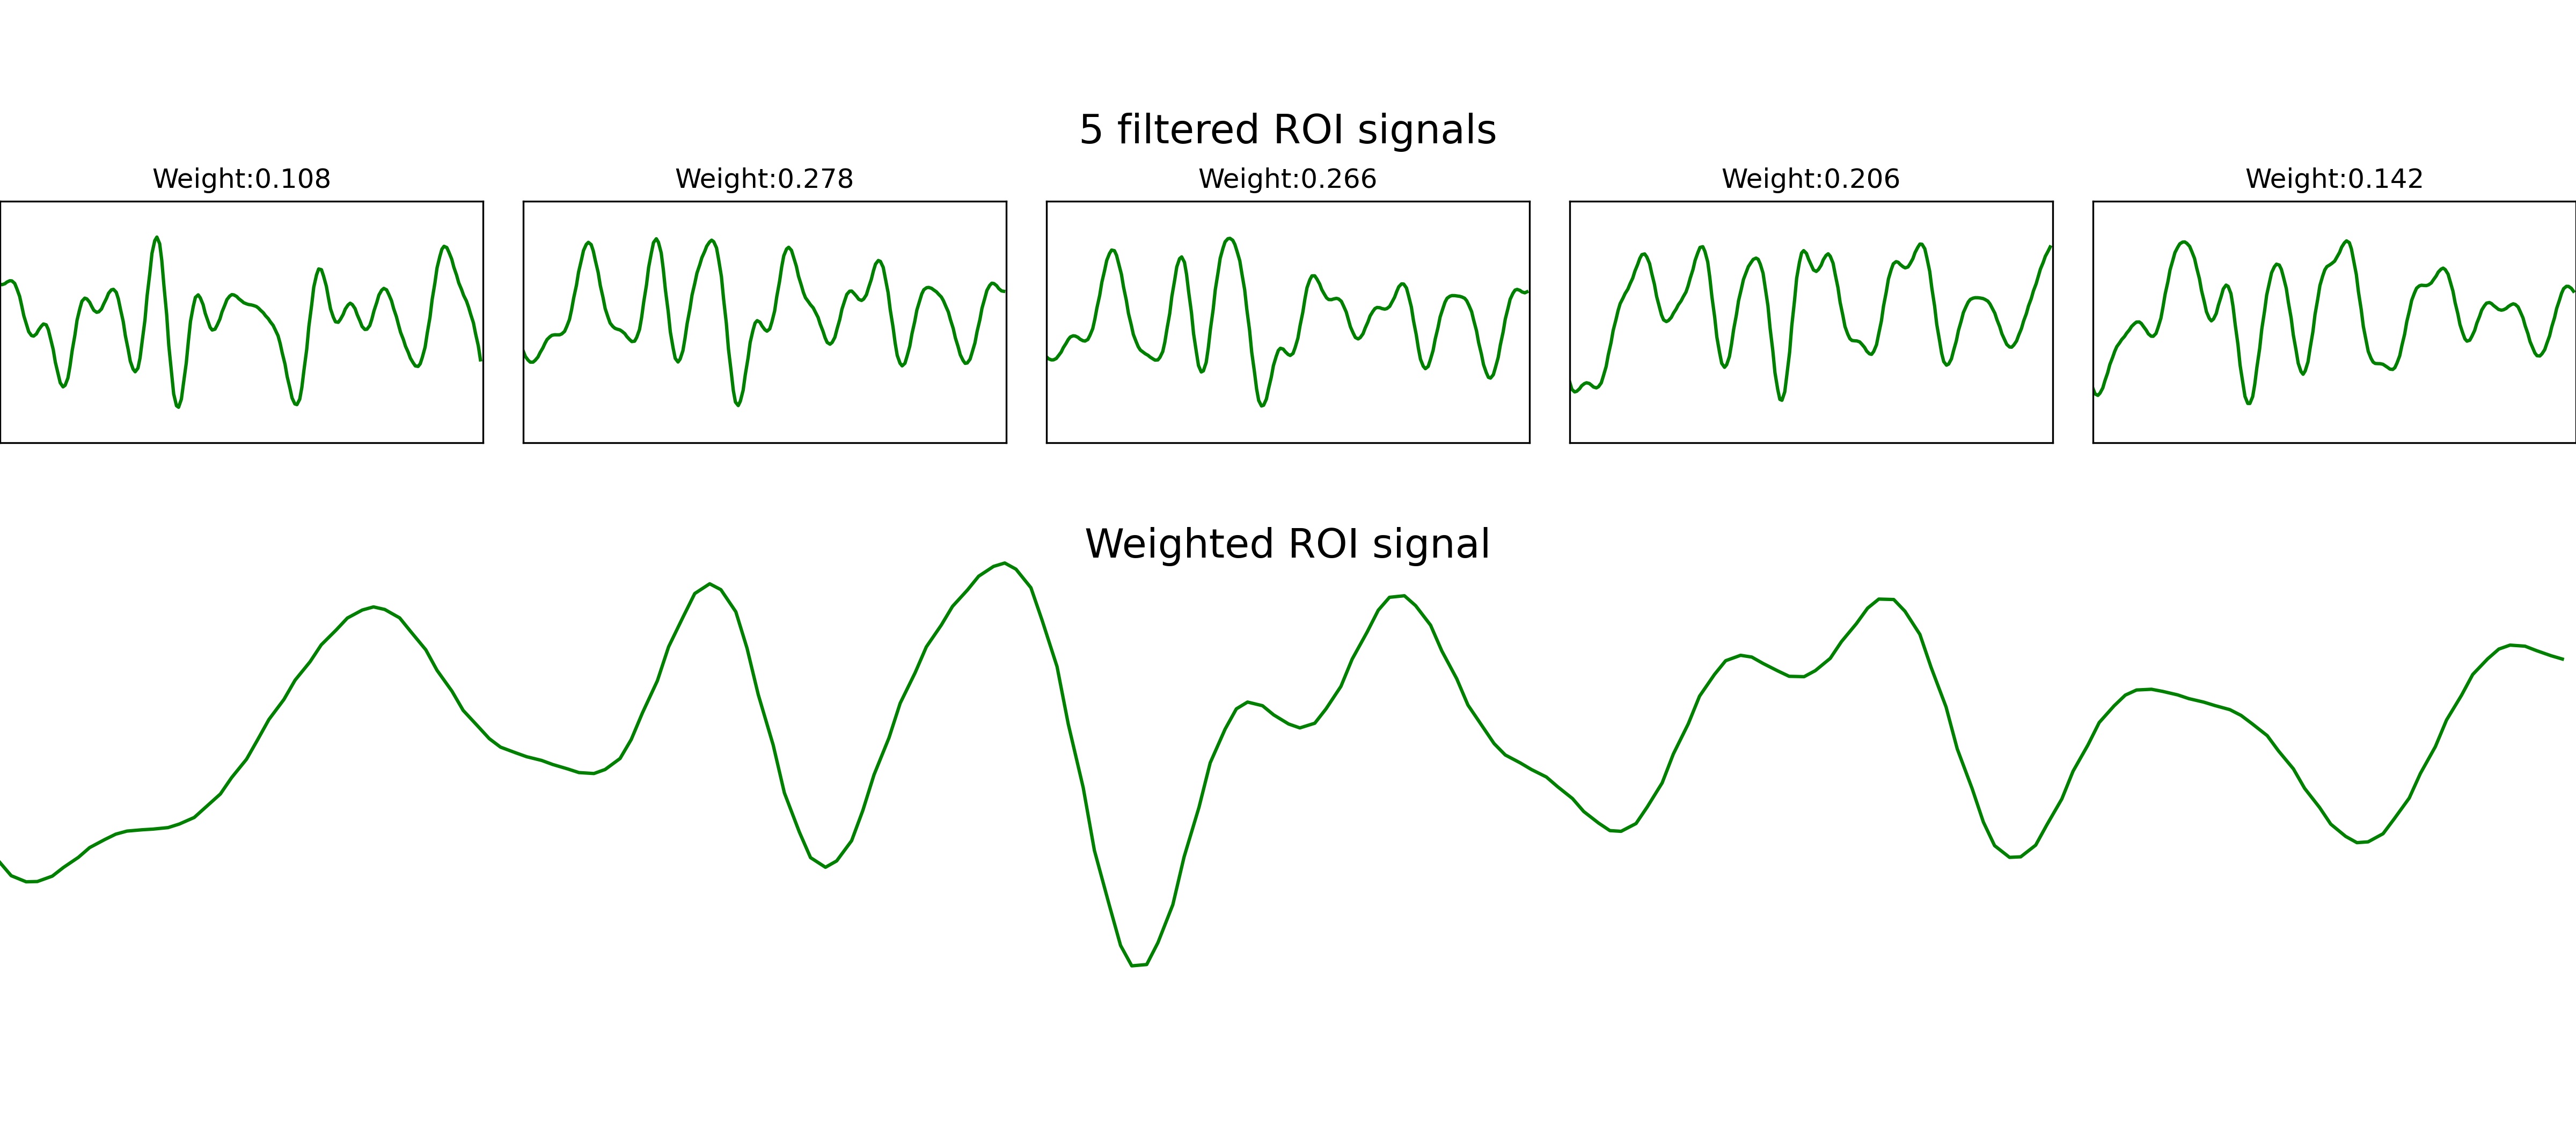 5 filtered ROI signals
Weight:0.108 Weight:0.278 Weight:0.266 Weight:0.206 Weight:0.142
Weighted ROI signal